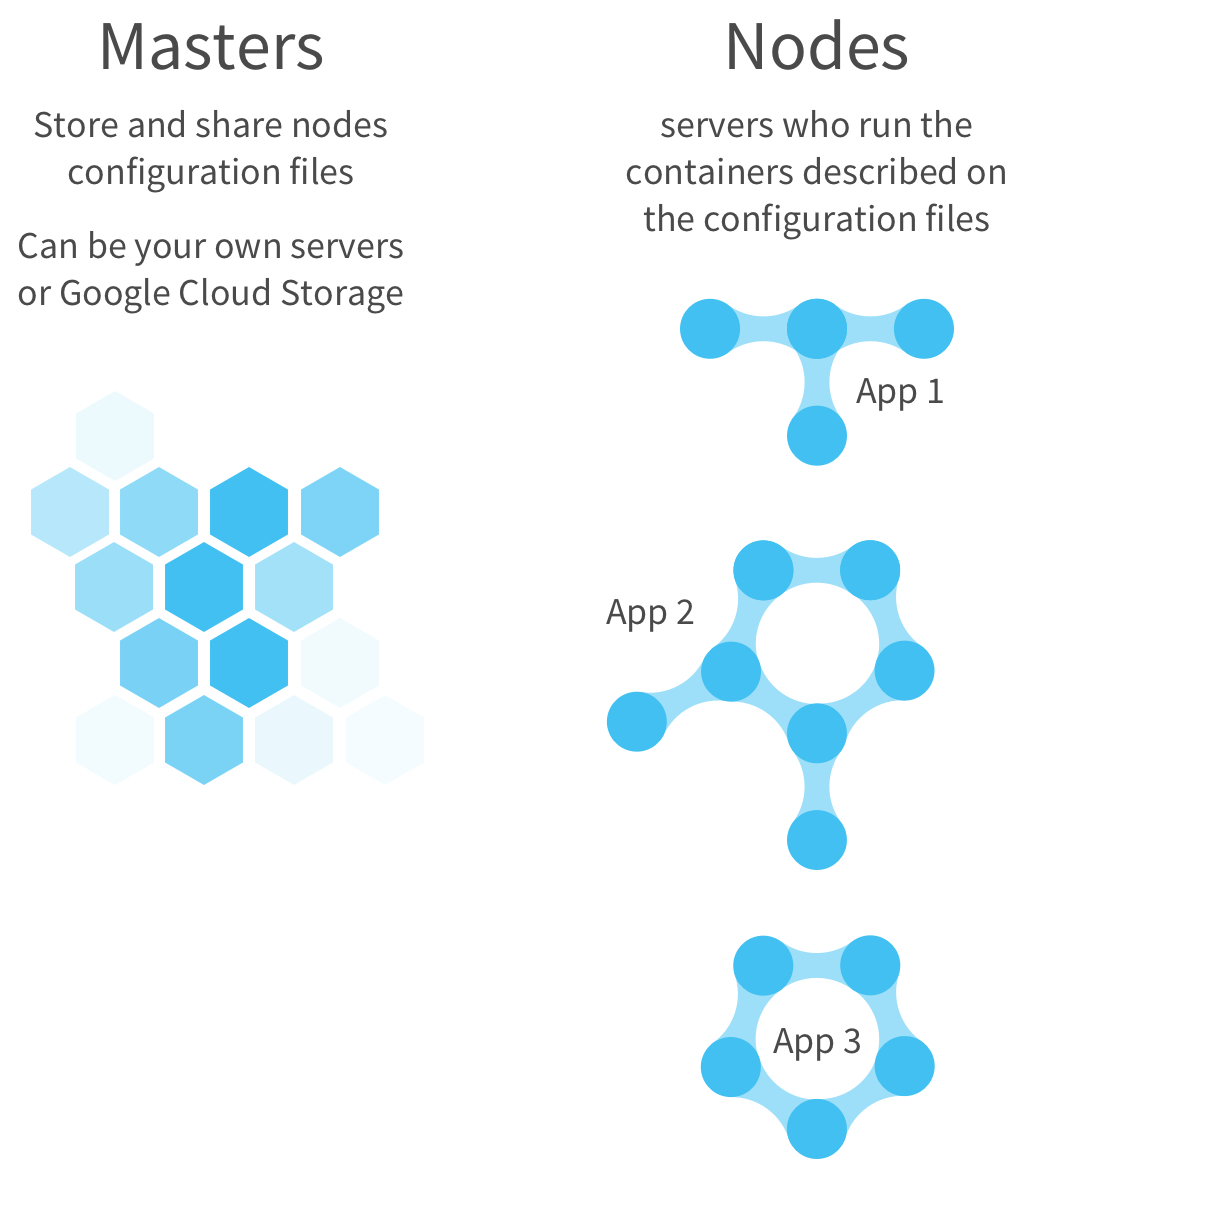 Masters
Store and share nodes
configuration files
Can be your own servers
or Google Cloud Storage
Nodes
servers who run the
containers described on
the configuration files
App 1
App 2
App 3